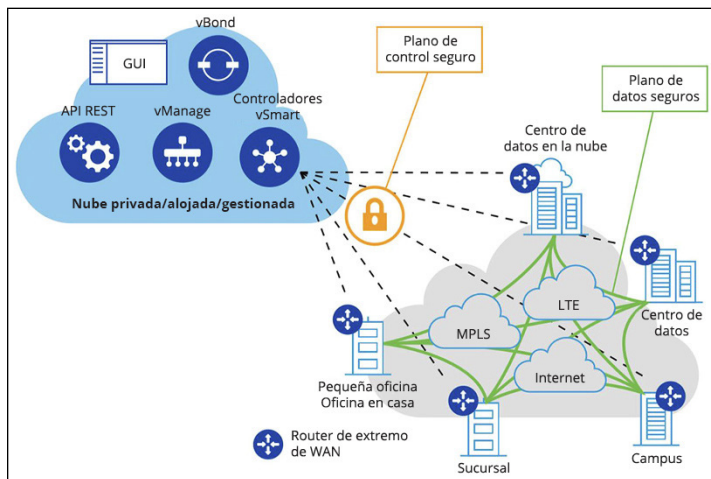 vBond
GUI
API REST
vManage
Controladores
vSmart
Nube privada/alojada/gestionada
Plano de
control seguro
Plano de
datos seguros
Centro de
datos en la nube
LTE
MPLS
Internet
Centro
de datos
Pequeña oficina
Oficina en casa
Router de extremo
de WAN
Sucursal
Campus